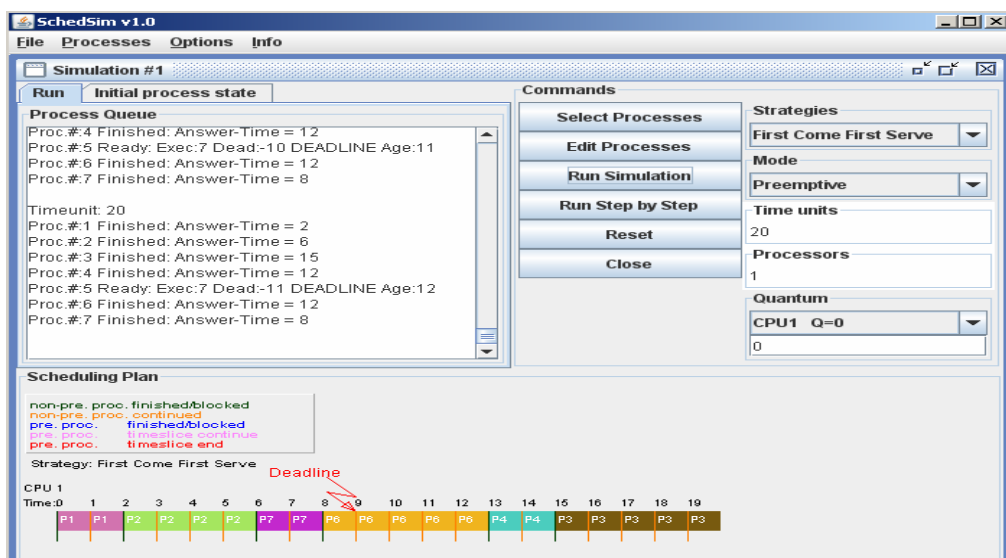 SchedSim v1.0
File Processes Options Info
Simulation #1
Run Initial process state
Process Queue
Proc.#:4 Finished: Answer-Time = 12
Proc.#:5 Ready: Exec:7 Dead:-10 DEADLINE Age:11
Proc.#:6 Finished: Answer-Time = 12
Proc.#:7 Finished: Answer-Time = 8
Timeunit: 20
Proc.#:1 Finished: Answer-Time = 2
Proc.#:2 Finished: Answer-Time = 6
Proc.#:3 Finished: Answer-Time = 15
Proc.#:4 Finished: Answer-Time = 12
Proc.#:5 Ready: Exec:7 Dead:-11 DEADLINE Age:12
Proc.#:6 Finished: Answer-Time = 12
Proc.#:7 Finished: Answer-Time = 8
Commands
Select Processes
Edit Processes
Run Simulation
Run Step by Step
Reset
Close
Strategies
First Come First Serve
Mode
Preemptive
Time units
20
Processors
1
Quantum
CPU1 Q=0
0
Scheduling Plan
non-pre. proc. finished/blocked
non-pre. proc. continued
pre. proc. finished/blocked
pre. proc. timeslice continue
pre. proc. timeslice end
Strategy: First Come First Serve
Deadline
CPU 1
Time:0 1 2 3 4 5 6 7 8 9 10 11 12 13 14 15 16 17 18 19
P1 P1 P2 P2 P2 P2 P7 P7 P6 P6 P6 P6 P6 P4 P4 P3 P3 P3 P3 P3